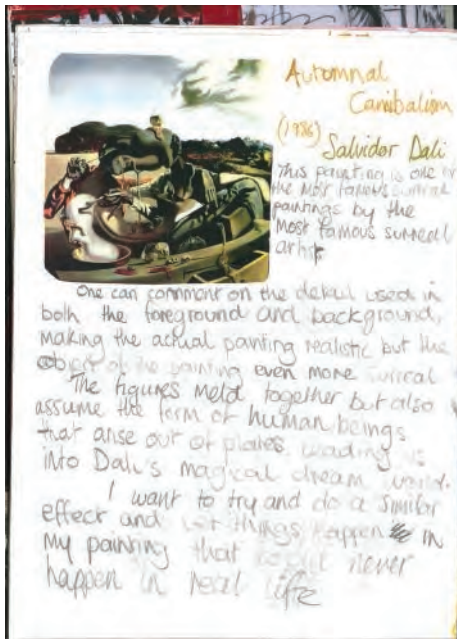 Automnal
Canibalism
(1936)
Salvidor Dali
This painting is one of
the most famous surreal
paintings by the
most famous surreal
artist
One can comment on the detail used in
both the foreground and background,
making the actual painting realistic but the
object of the painting even more surreal
The figures meld together but also
assume the form of human beings
that arise out of plates. Leading us
into Dali's magical dream world.
I want to try and do a similar
effect and let things happen in
my painting that could never
happen in real life